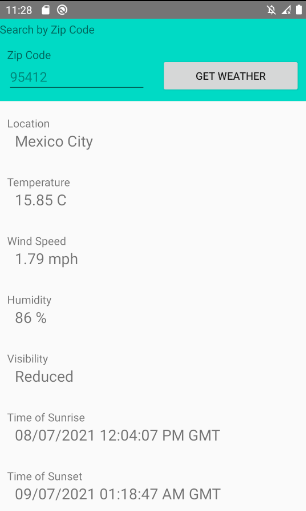 11:28
Search by Zip Code
Zip Code
95412
GET WEATHER
Location
Mexico City
Temperature
15.85 C
Wind Speed
1.79 mph
Humidity
86 %
Visibility
Reduced
Time of Sunrise
08/07/2021 12:04:07 PM GMT
Time of Sunset
09/07/2021 01:18:47 AM GMT